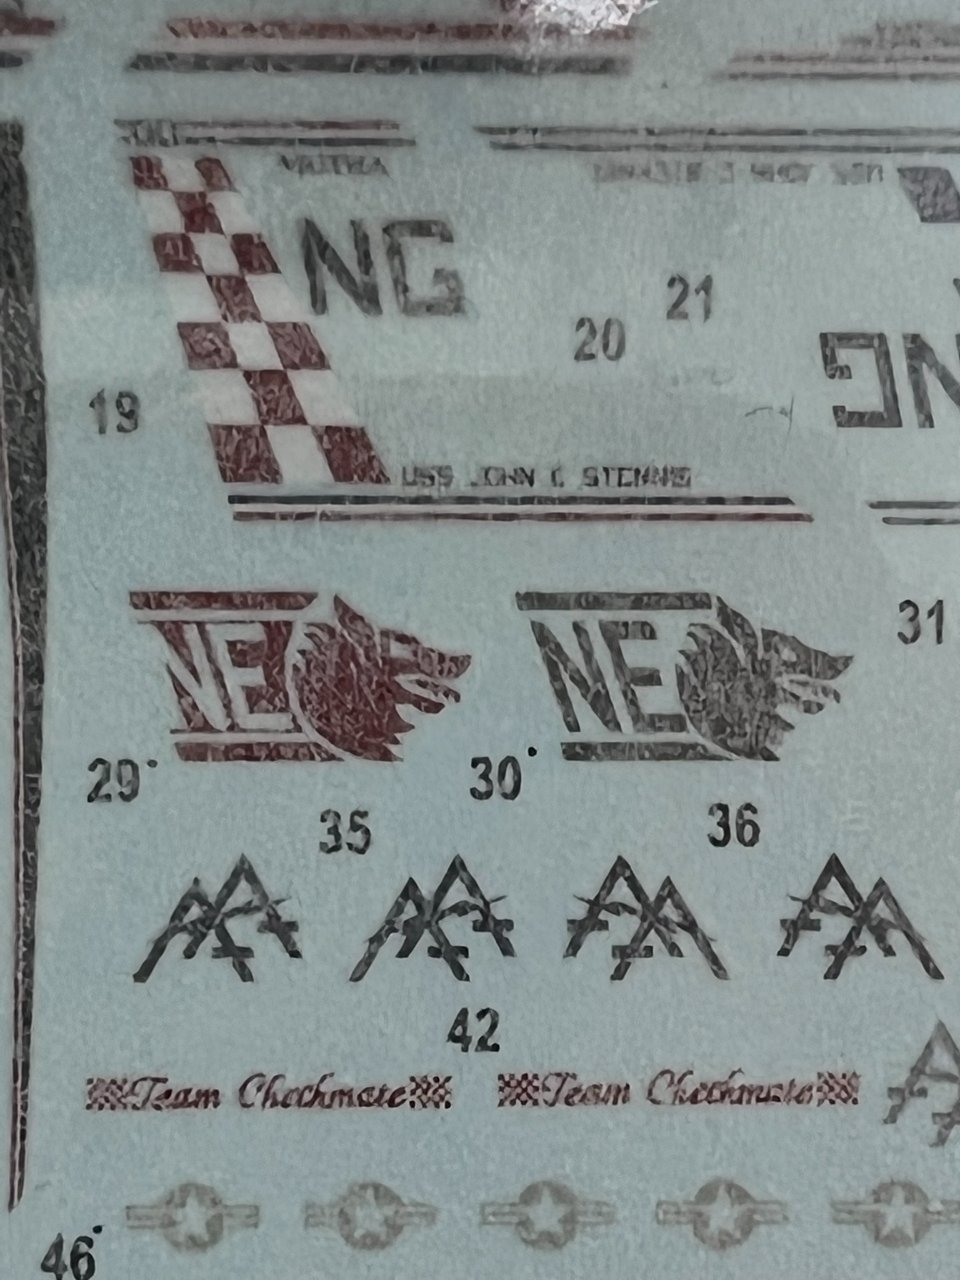 NG
21
20
19
USS JOHN C STENNIS
NE NE
31
29 30
35 36
42
Team Checkmate Team Checkmate
46